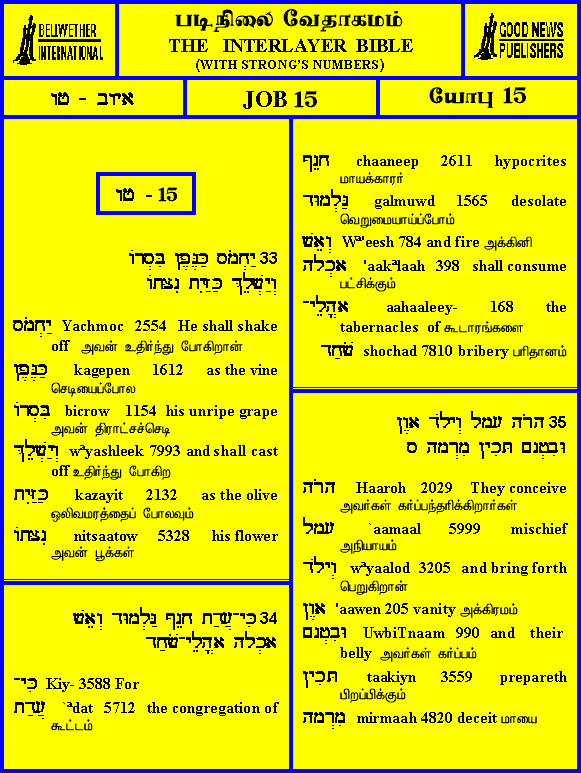 BELLWETHER
INTERNATIONAL
படிநிலை வேதாகமம்
THE INTERLAYER BIBLE
(WITH STRONG'S NUMBERS)
GOOD NEWS
PUBLISHERS
איוב - טו
JOB 15
யோபு 15
טו - 15
33 יַחְמֹס כַּגֶּפֶן בִּסְרוֹ
וְיַשְׁלֵךְ כַּזַּיִת נִצָּתוֹ
יַחְמֹס Yachmoc 2554 He shall shake
off அவன் உதிர்ந்து போகிறான்
כַּגֶּפֶן kagepen 1612 as the vine
செடியைப்போல
בִּסְרוֹ bicrow 1154 his unripe grape
அவன் திராட்சச்செடி
וְיַשְׁלֵךְ wªyashleek 7993 and shall cast
off உதிர்ந்து போகிற
כַּזַּיִת kazayit 2132 as the olive
ஒலிவமரத்தைப் போலவும்
נִצָּתוֹ nitsaatow 5328 his flower
அவன் பூக்கள்
34 כִּי־עֲדַת חָנֵף גַּלְמוּד וְאֵשׁ
אָכְלָה אָהֳלֵי־שֹׁחַד
כִּי־ Kiy- 3588 For
עֲדַת `ªdat 5712 the congregation of
கூட்டம்
חָנֵף chaaneep 2611 hypocrites
மாயக்காரர்
גַּלְמוּד galmuwd 1565 desolate
வெறுமையாய்ப்போம்
וְאֵשׁ Wª'eesh 784 and fire அக்கினி
אָכְלָה 'aakªlaah 398 shall consume
பட்சிக்கும்
אָהֳלֵי־ aahaaleey- 168 the
tabernacles of கூடாரங்களை
שֹׁחַד shochad 7810 bribery பரிதானம்
35 הָרֹה עָמָל וְיָלֹד אָוֶן
וּבִטְנָם תָּכִין מִרְמָה ס
הָרֹה Haaroh 2029 They conceive
அவர்கள் கர்ப்பந்தரிக்கிறார்கள்
עָמָל `aamaal 5999 mischief
அநியாயம்
וְיָלֹד wªyaalod 3205 and bring forth
பெறுகிறான்
אָוֶן 'aawen 205 vanity அக்கிரமம்
וּבִטְנָם UwbiTnaam 990 and their
belly அவர்கள் கர்ப்பம்
תָּכִין taakiyn 3559 prepareth
பிறப்பிக்கும்
מִרְמָה mirmaah 4820 deceit மாயை